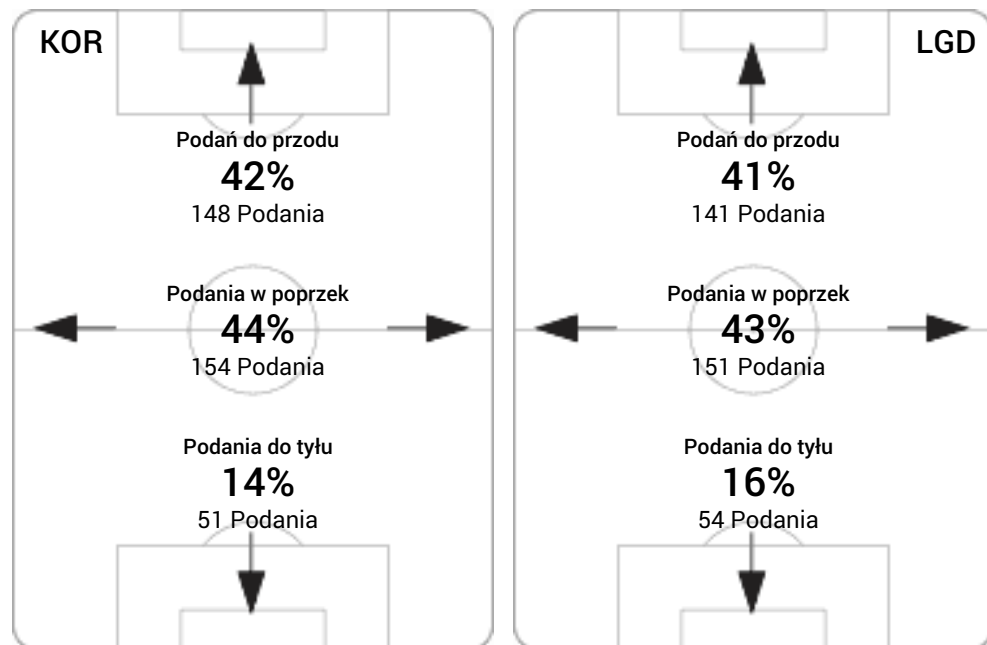 KOR
Podań do przodu
42%
148 Podania
Podania w poprzek
44%
154 Podania
Podania do tyłu
14%
51 Podania
LGD
Podań do przodu
41%
141 Podania
Podania w poprzek
43%
151 Podania
Podania do tyłu
16%
54 Podania